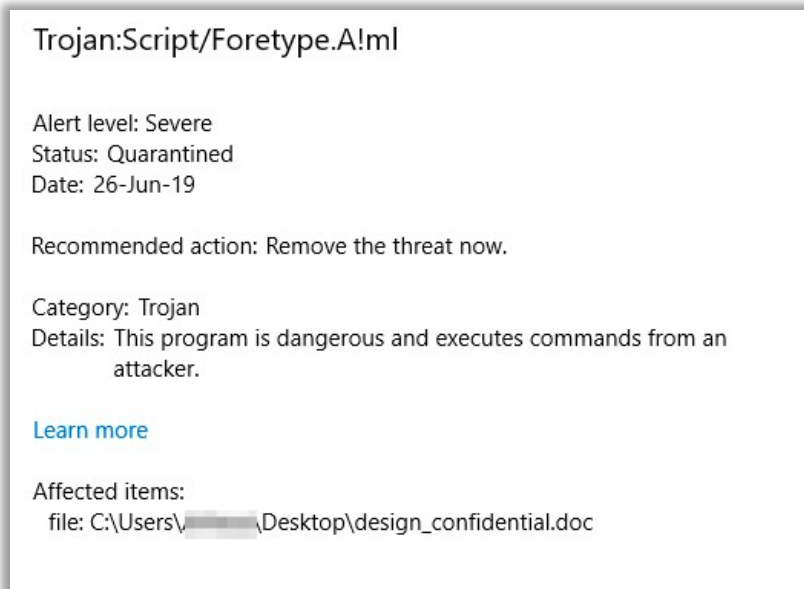 Trojan:Script/Foretype.A!ml
Alert level: Severe
Status: Quarantined
Date: 26-Jun-19
Recommended action: Remove the threat now.
Category: Trojan
Details: This program is dangerous and executes commands from an
attacker.
Learn more
Affected items:
file: C:\Users\ \Desktop\design_confidential.doc